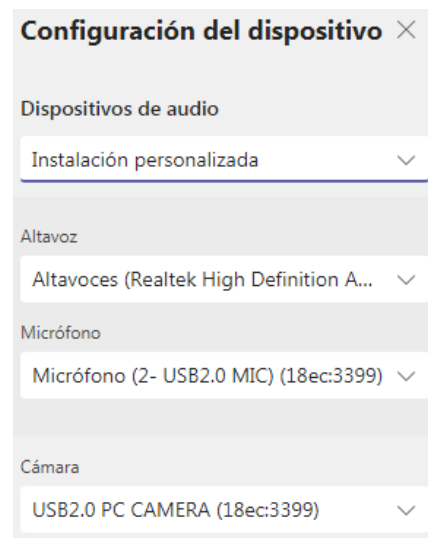 Configuración del dispositivo
Dispositivos de audio
Instalación personalizada
Altavoz
Altavoces (Realtek High Definition A...
Micrófono
Micrófono (2- USB2.0 MIC) (18ec:3399)
Cámara
USB2.0 PC CAMERA (18ec:3399)